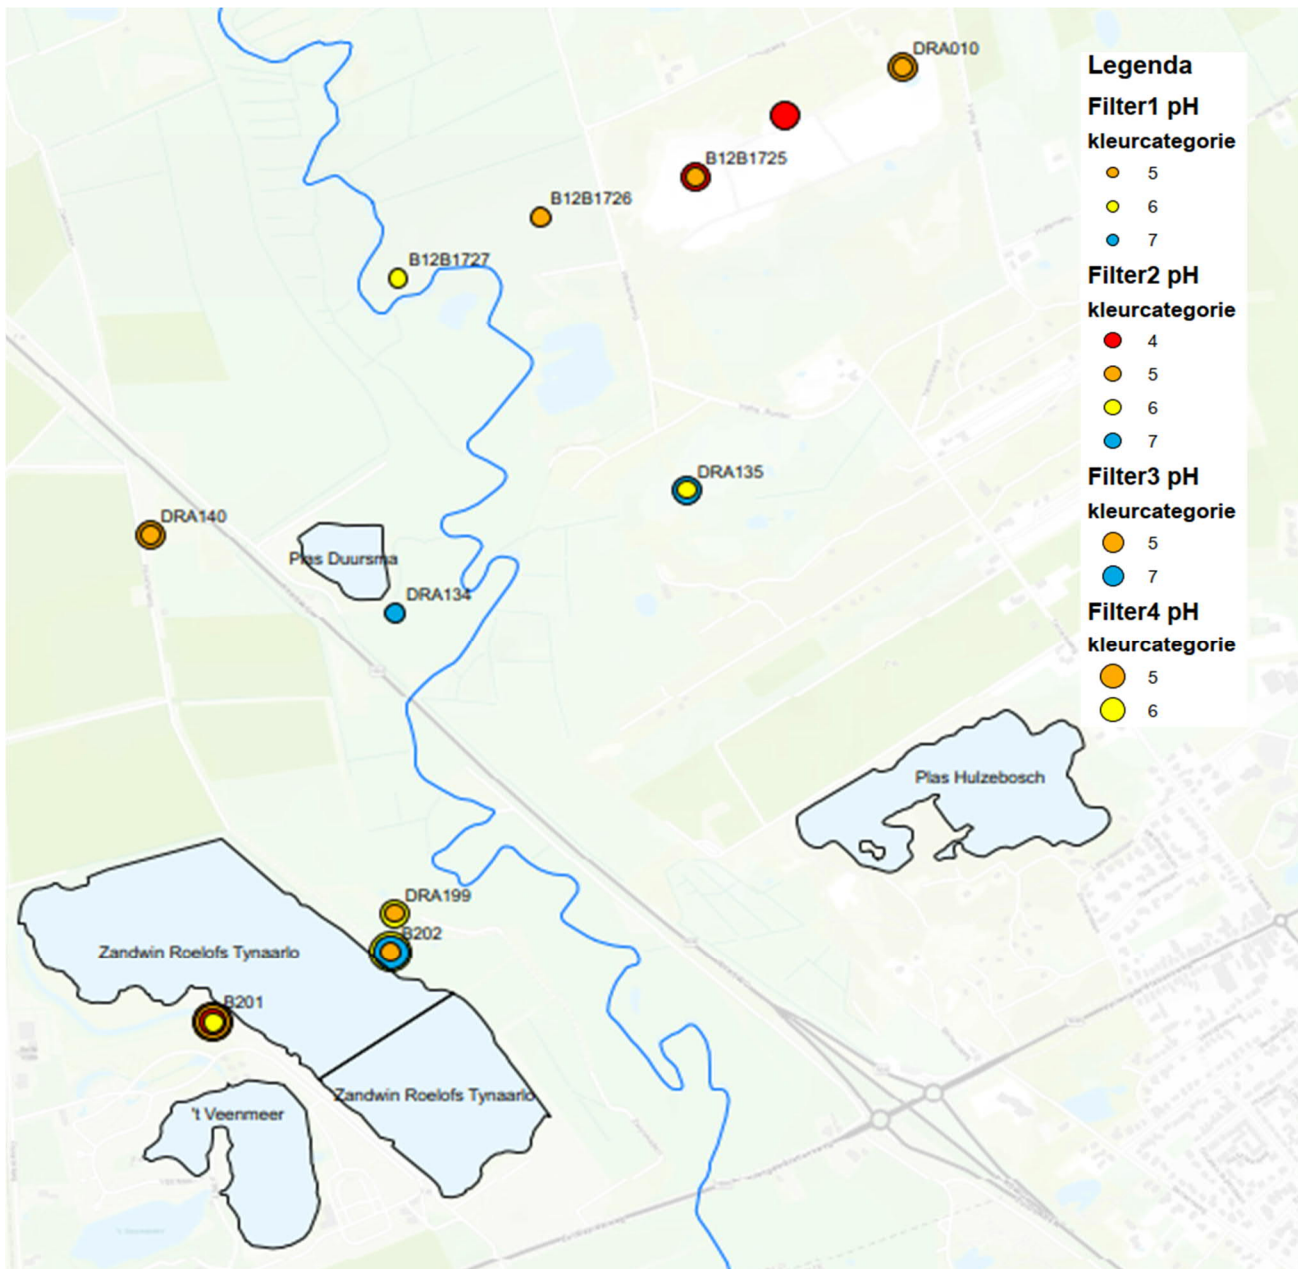 DRA010
B12B1725
B12B1726
B12B1727
DRA135
DRA140
Plas Duursma
DRA134
Plas Hulzebosch
DRA199
B202
Zandwin Roelofs Tynaarlo
B201
Zandwin Roelofs Tynaarlo
't Veenmeer
Legenda
Filter1 pH
kleurcategorie
5
6
7
Filter2 pH
kleurcategorie
4
5
6
7
Filter3 pH
kleurcategorie
5
7
Filter4 pH
kleurcategorie
5
6